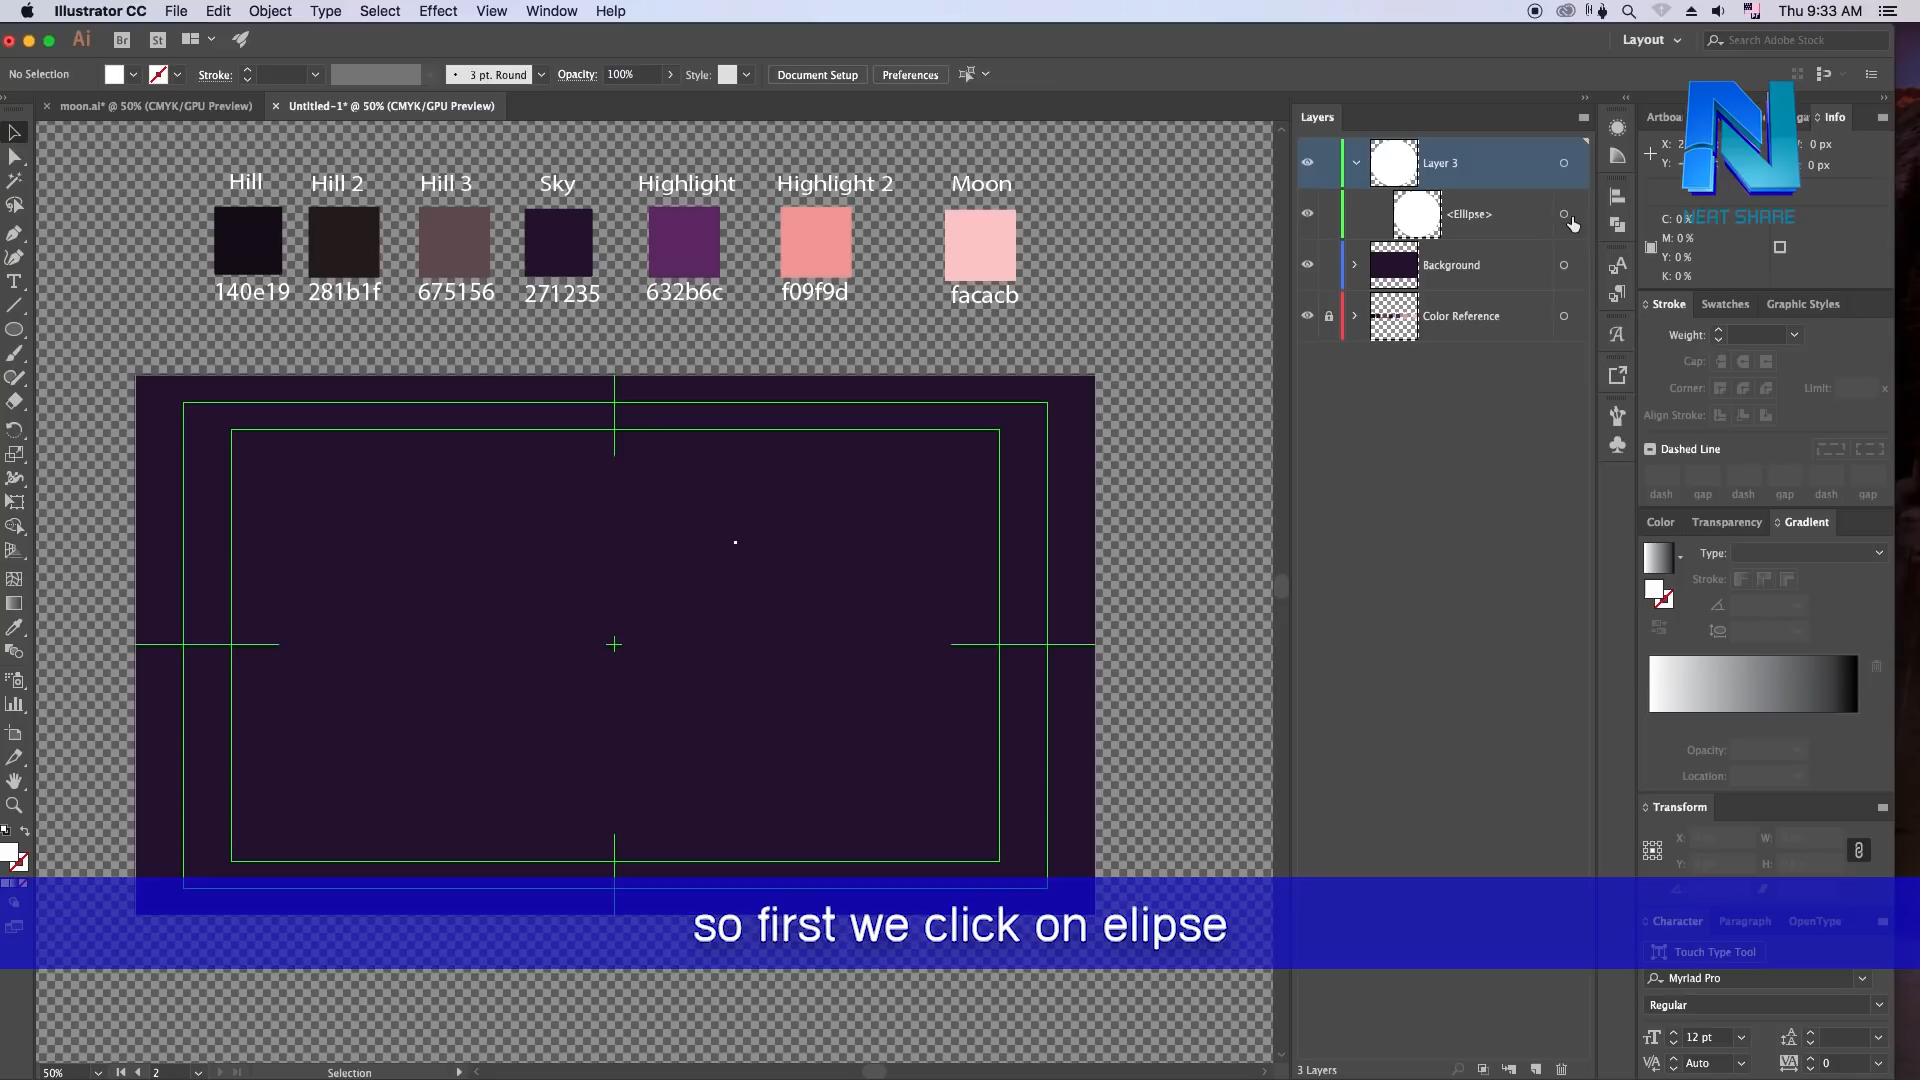 Illustrator CC File Edit Object Type Select Effect View Window Help
Thu 9:33 AM
Ai Br St
Layout
Search Adobe Stock
No Selection
Stroke:
3 pt. Round
Opacity: 100%
Style:
Document Setup
Preferences
moon.ai* @ 50% (CMYK/GPU Preview)
Untitled-1* @ 50% (CMYK/GPU Preview)
Hill Hill 2 Hill 3 Sky Highlight Highlight 2 Moon
140e19 281b1f 675156 271235 632b6c f09f9d facacb
Layers
Layer 3
<Ellipse>
Background
Color Reference
3 Layers
Info
0 px
0 px
NEAT SHARE
C: 0 %
M: 0 %
Y: 0 %
K: 0 %
Stroke Swatches Graphic Styles
Weight:
Cap:
Corner:
Limit:
Align Stroke:
Dashed Line
dash gap dash gap dash gap
Color Transparency Gradient
Type:
Stroke:
Opacity:
Location:
Transform
X: W:
Y: H:
so first we click on elipse
Character Paragraph OpenType
Touch Type Tool
Myriad Pro
Regular
12 pt
Auto
0
50%
2
Selection